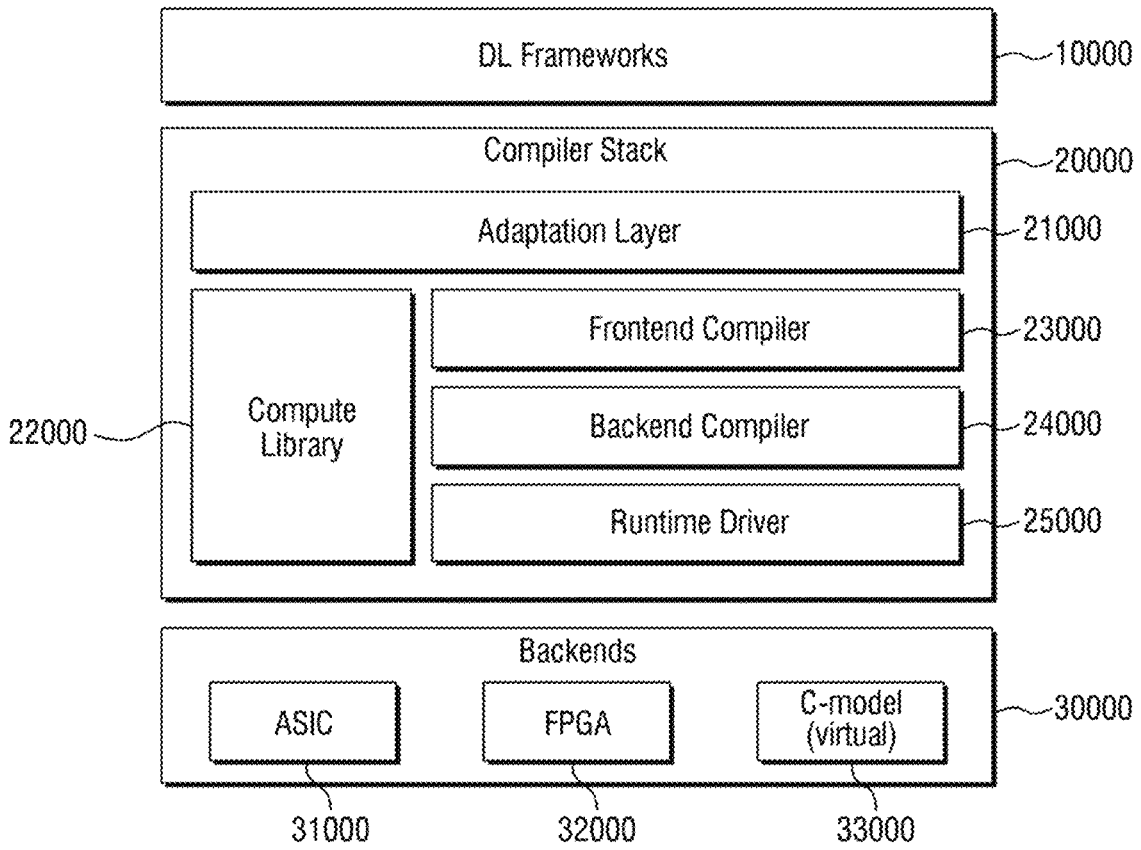 DL Frameworks
10000
Compiler Stack
20000
Adaptation Layer
21000
22000
Compute
Library
Frontend Compiler
23000
Backend Compiler
24000
Runtime Driver
25000
Backends
30000
ASIC
FPGA
C-model
(virtual)
31000
32000
33000